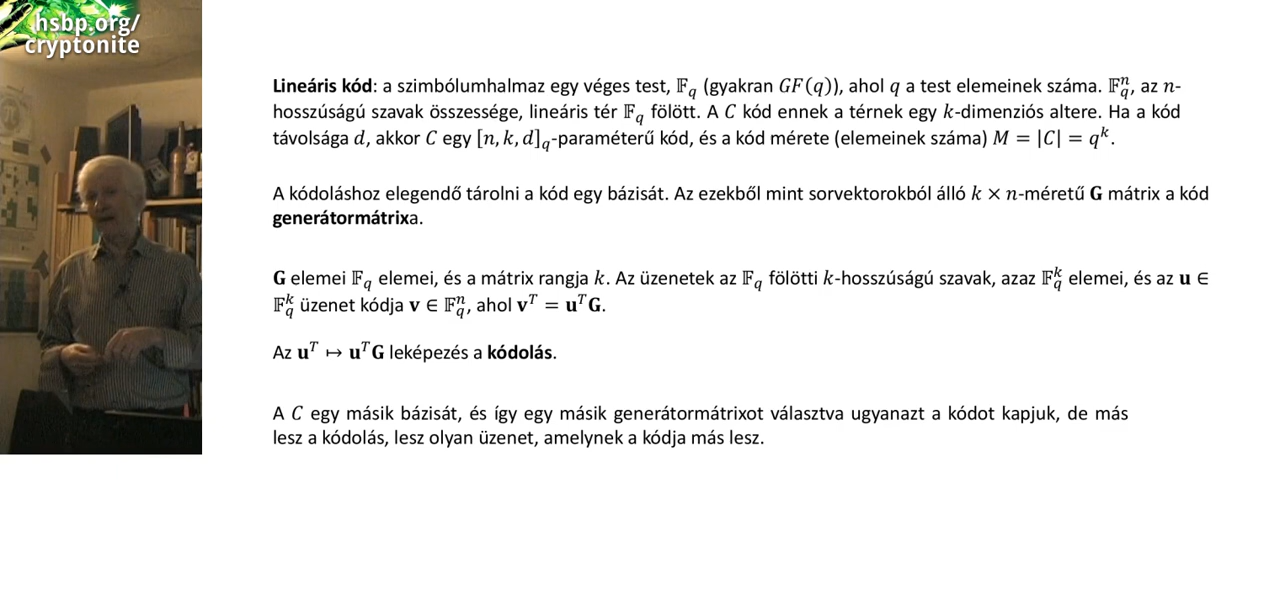 hsbp.org/
cryptonite
Lineáris kód: a szimbólumhalmaz egy véges test, 𝔽_q (gyakran GF(q)), ahol q a test elemeinek száma. 𝔽_q^n, az n-
hosszúságú szavak összessége, lineáris tér 𝔽_q fölött. A C kód ennek a térnek egy k-dimenziós altere. Ha a kód
távolsága d, akkor C egy [n, k, d]_q-paraméterű kód, és a kód mérete (elemeinek száma) M = |C| = q^k.
A kódoláshoz elegendő tárolni a kód egy bázisát. Az ezekből mint sorvektorokból álló k × n-méretű G mátrix a kód
generátormátrixa.
G elemei 𝔽_q elemei, és a mátrix rangja k. Az üzenetek az 𝔽_q fölötti k-hosszúságú szavak, azaz 𝔽_q^k elemei, és az u ∈
𝔽_q^k üzenet kódja v ∈ 𝔽_q^n, ahol v^T = u^T G.
Az u^T ↦ u^T G leképezés a kódolás.
A C egy másik bázisát, és így egy másik generátormátrixot választva ugyanazt a kódot kapjuk, de más
lesz a kódolás, lesz olyan üzenet, amelynek a kódja más lesz.